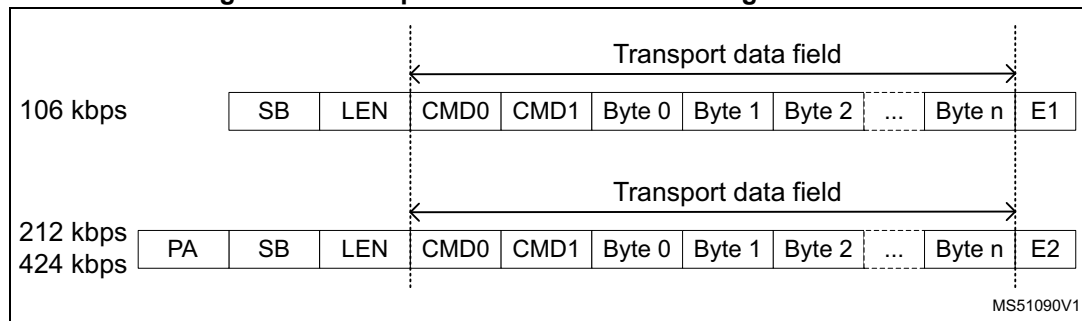 Transport data field
106 kbps SB LEN CMD0 CMD1 Byte 0 Byte 1 Byte 2 ... Byte n E1
Transport data field
212 kbps
424 kbps
PA SB LEN CMD0 CMD1 Byte 0 Byte 1 Byte 2 ... Byte n E2
MS51090V1